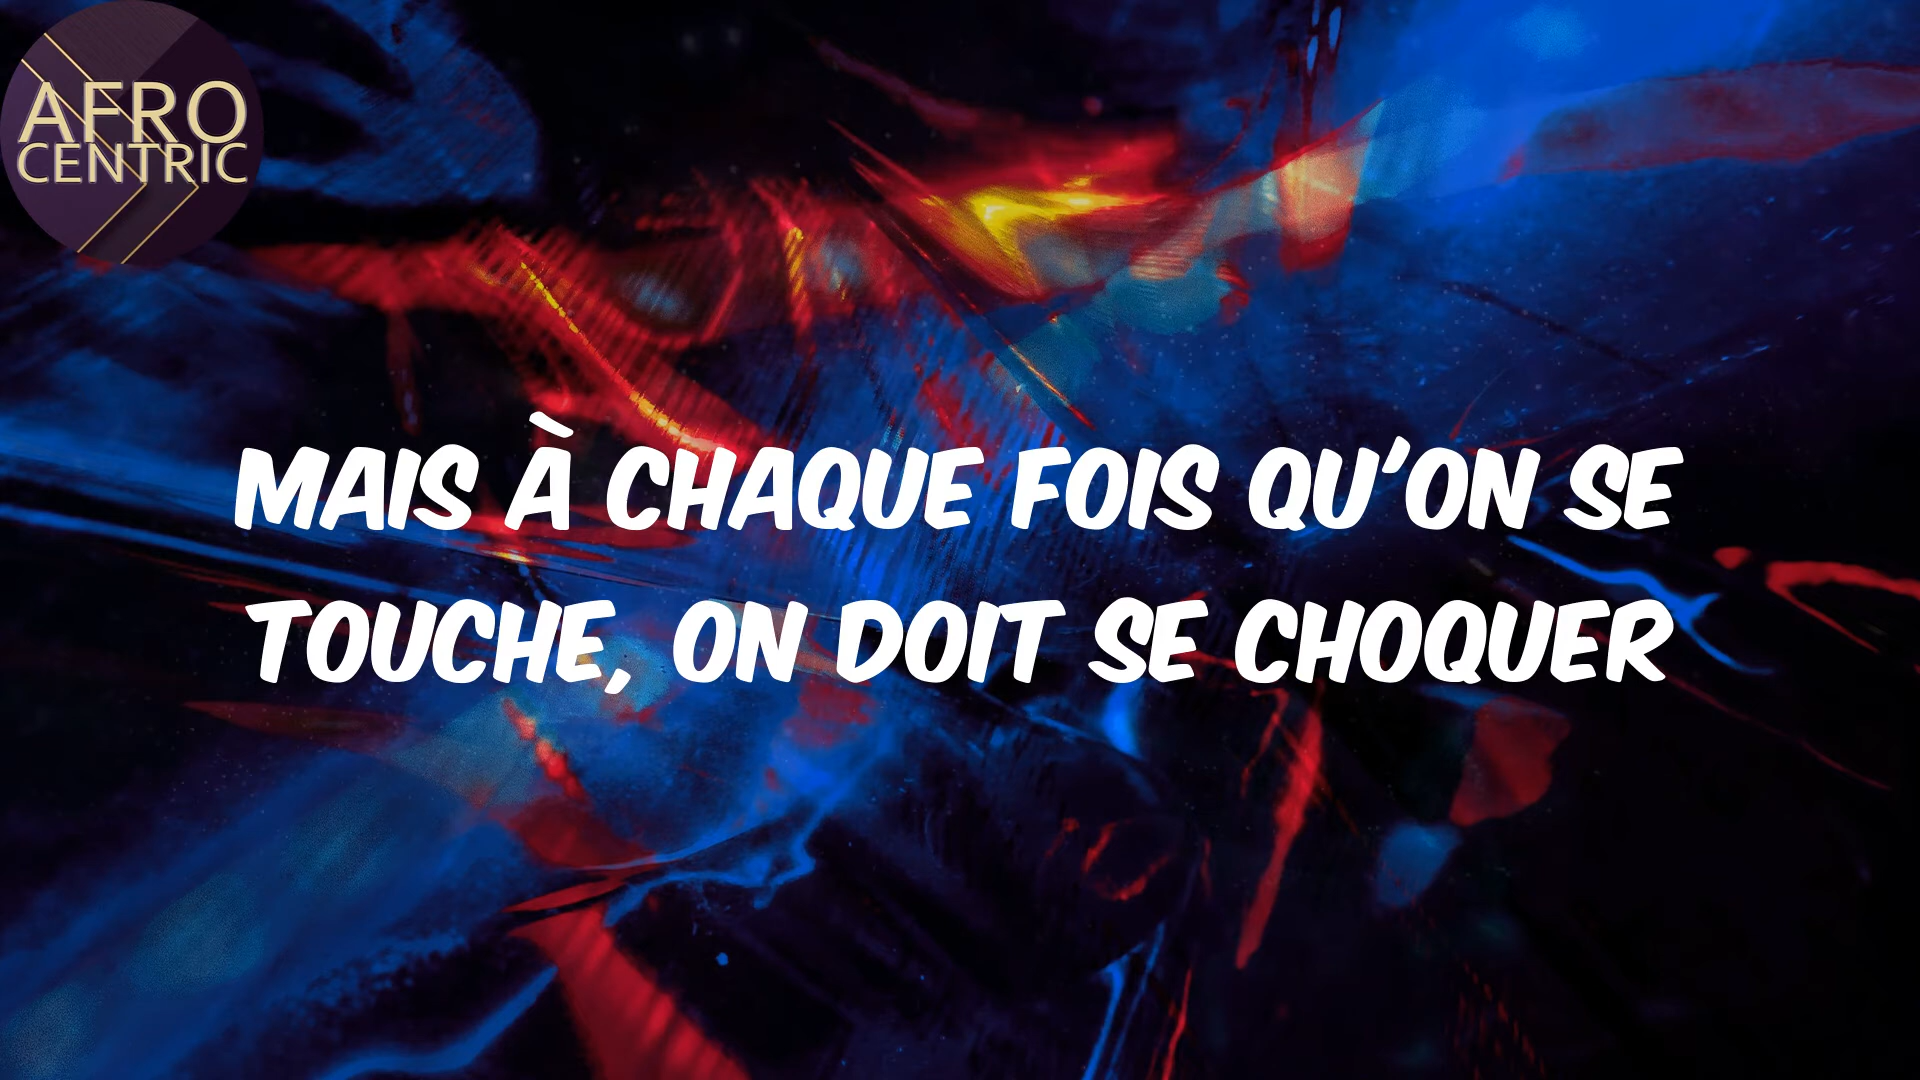 AFRO
CENTRIC
MAIS À CHAQUE FOIS QU'ON SE
TOUCHE, ON DOIT SE CHOQUER